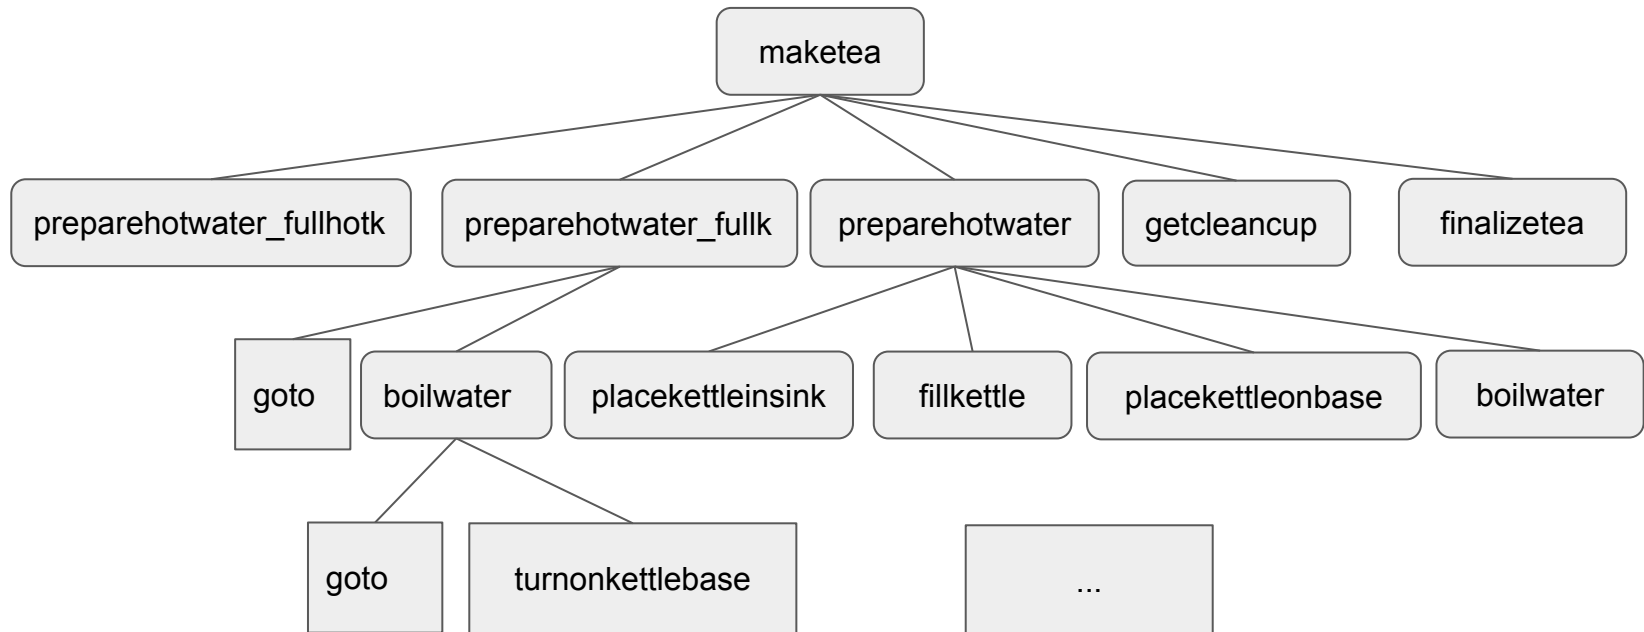 maketea
preparehotwater_fullhotk
preparehotwater_fullk
preparehotwater
getcleancup
finalizetea
goto
boilwater
placekettleinsink
fillkettle
placekettleonbase
boilwater
goto
turnonkettlebase
...